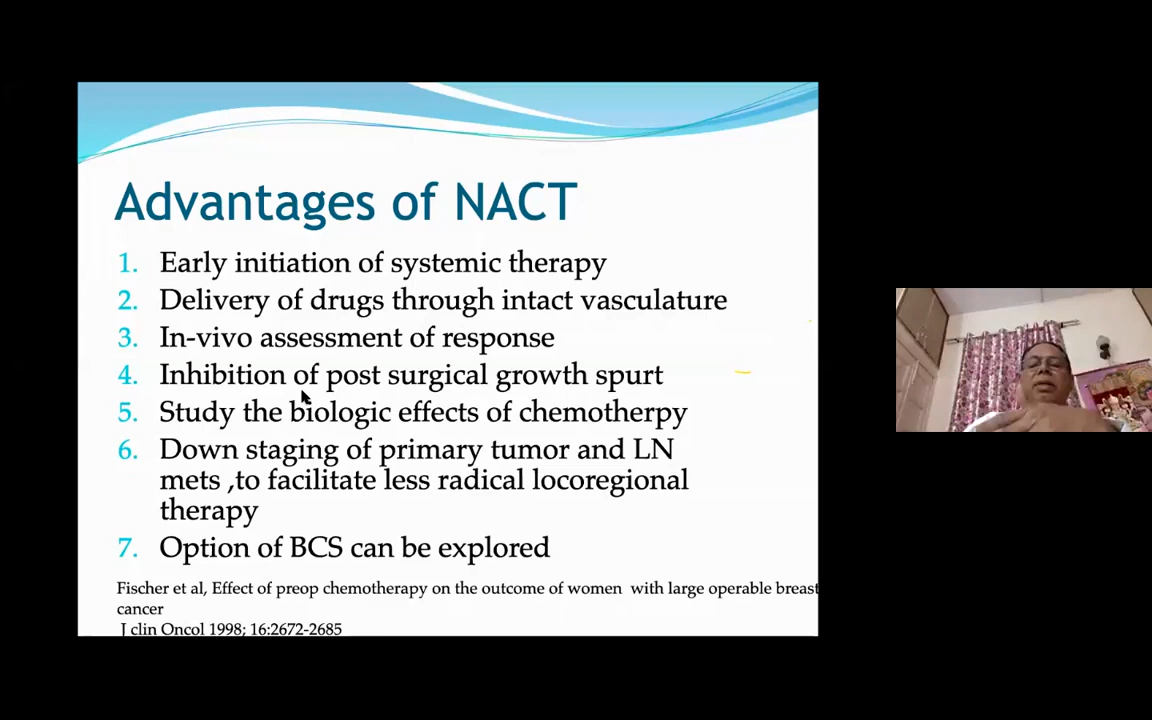 Advantages of NACT
1. Early initiation of systemic therapy
2. Delivery of drugs through intact vasculature
3. In-vivo assessment of response
4. Inhibition of post surgical growth spurt
5. Study the biologic effects of chemotherpy
6. Down staging of primary tumor and LN
mets ,to facilitate less radical locoregional
therapy
7. Option of BCS can be explored
Fischer et al, Effect of preop chemotherapy on the outcome of women with large operable breast
cancer
J clin Oncol 1998; 16:2672-2685